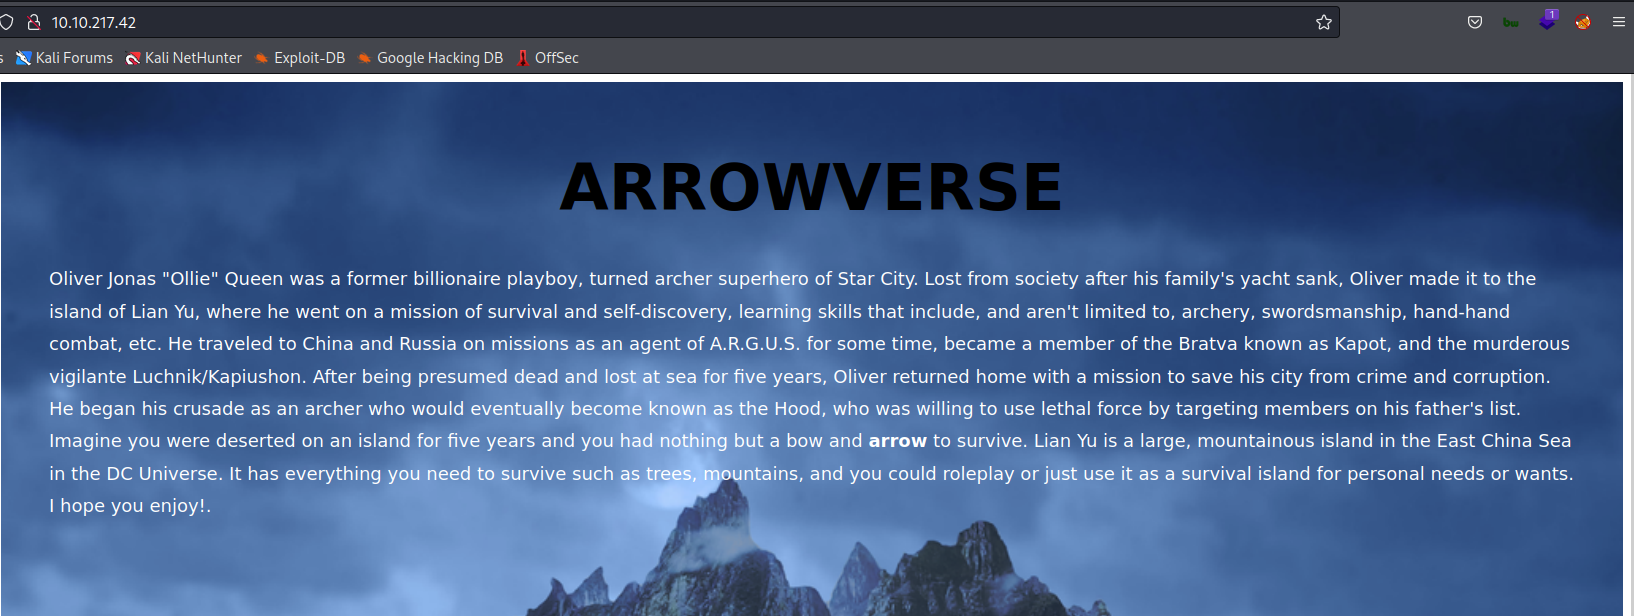 10.10.217.42
1
s Kali Forums Kali NetHunter Exploit-DB Google Hacking DB OffSec
ARROWVERSE
Oliver Jonas "Ollie" Queen was a former billionaire playboy, turned archer superhero of Star City. Lost from society after his family's yacht sank, Oliver made it to the
island of Lian Yu, where he went on a mission of survival and self-discovery, learning skills that include, and aren't limited to, archery, swordsmanship, hand-hand
combat, etc. He traveled to China and Russia on missions as an agent of A.R.G.U.S. for some time, became a member of the Bratva known as Kapot, and the murderous
vigilante Luchnik/Kapiushon. After being presumed dead and lost at sea for five years, Oliver returned home with a mission to save his city from crime and corruption.
He began his crusade as an archer who would eventually become known as the Hood, who was willing to use lethal force by targeting members on his father's list.
Imagine you were deserted on an island for five years and you had nothing but a bow and arrow to survive. Lian Yu is a large, mountainous island in the East China Sea
in the DC Universe. It has everything you need to survive such as trees, mountains, and you could roleplay or just use it as a survival island for personal needs or wants.
I hope you enjoy!.